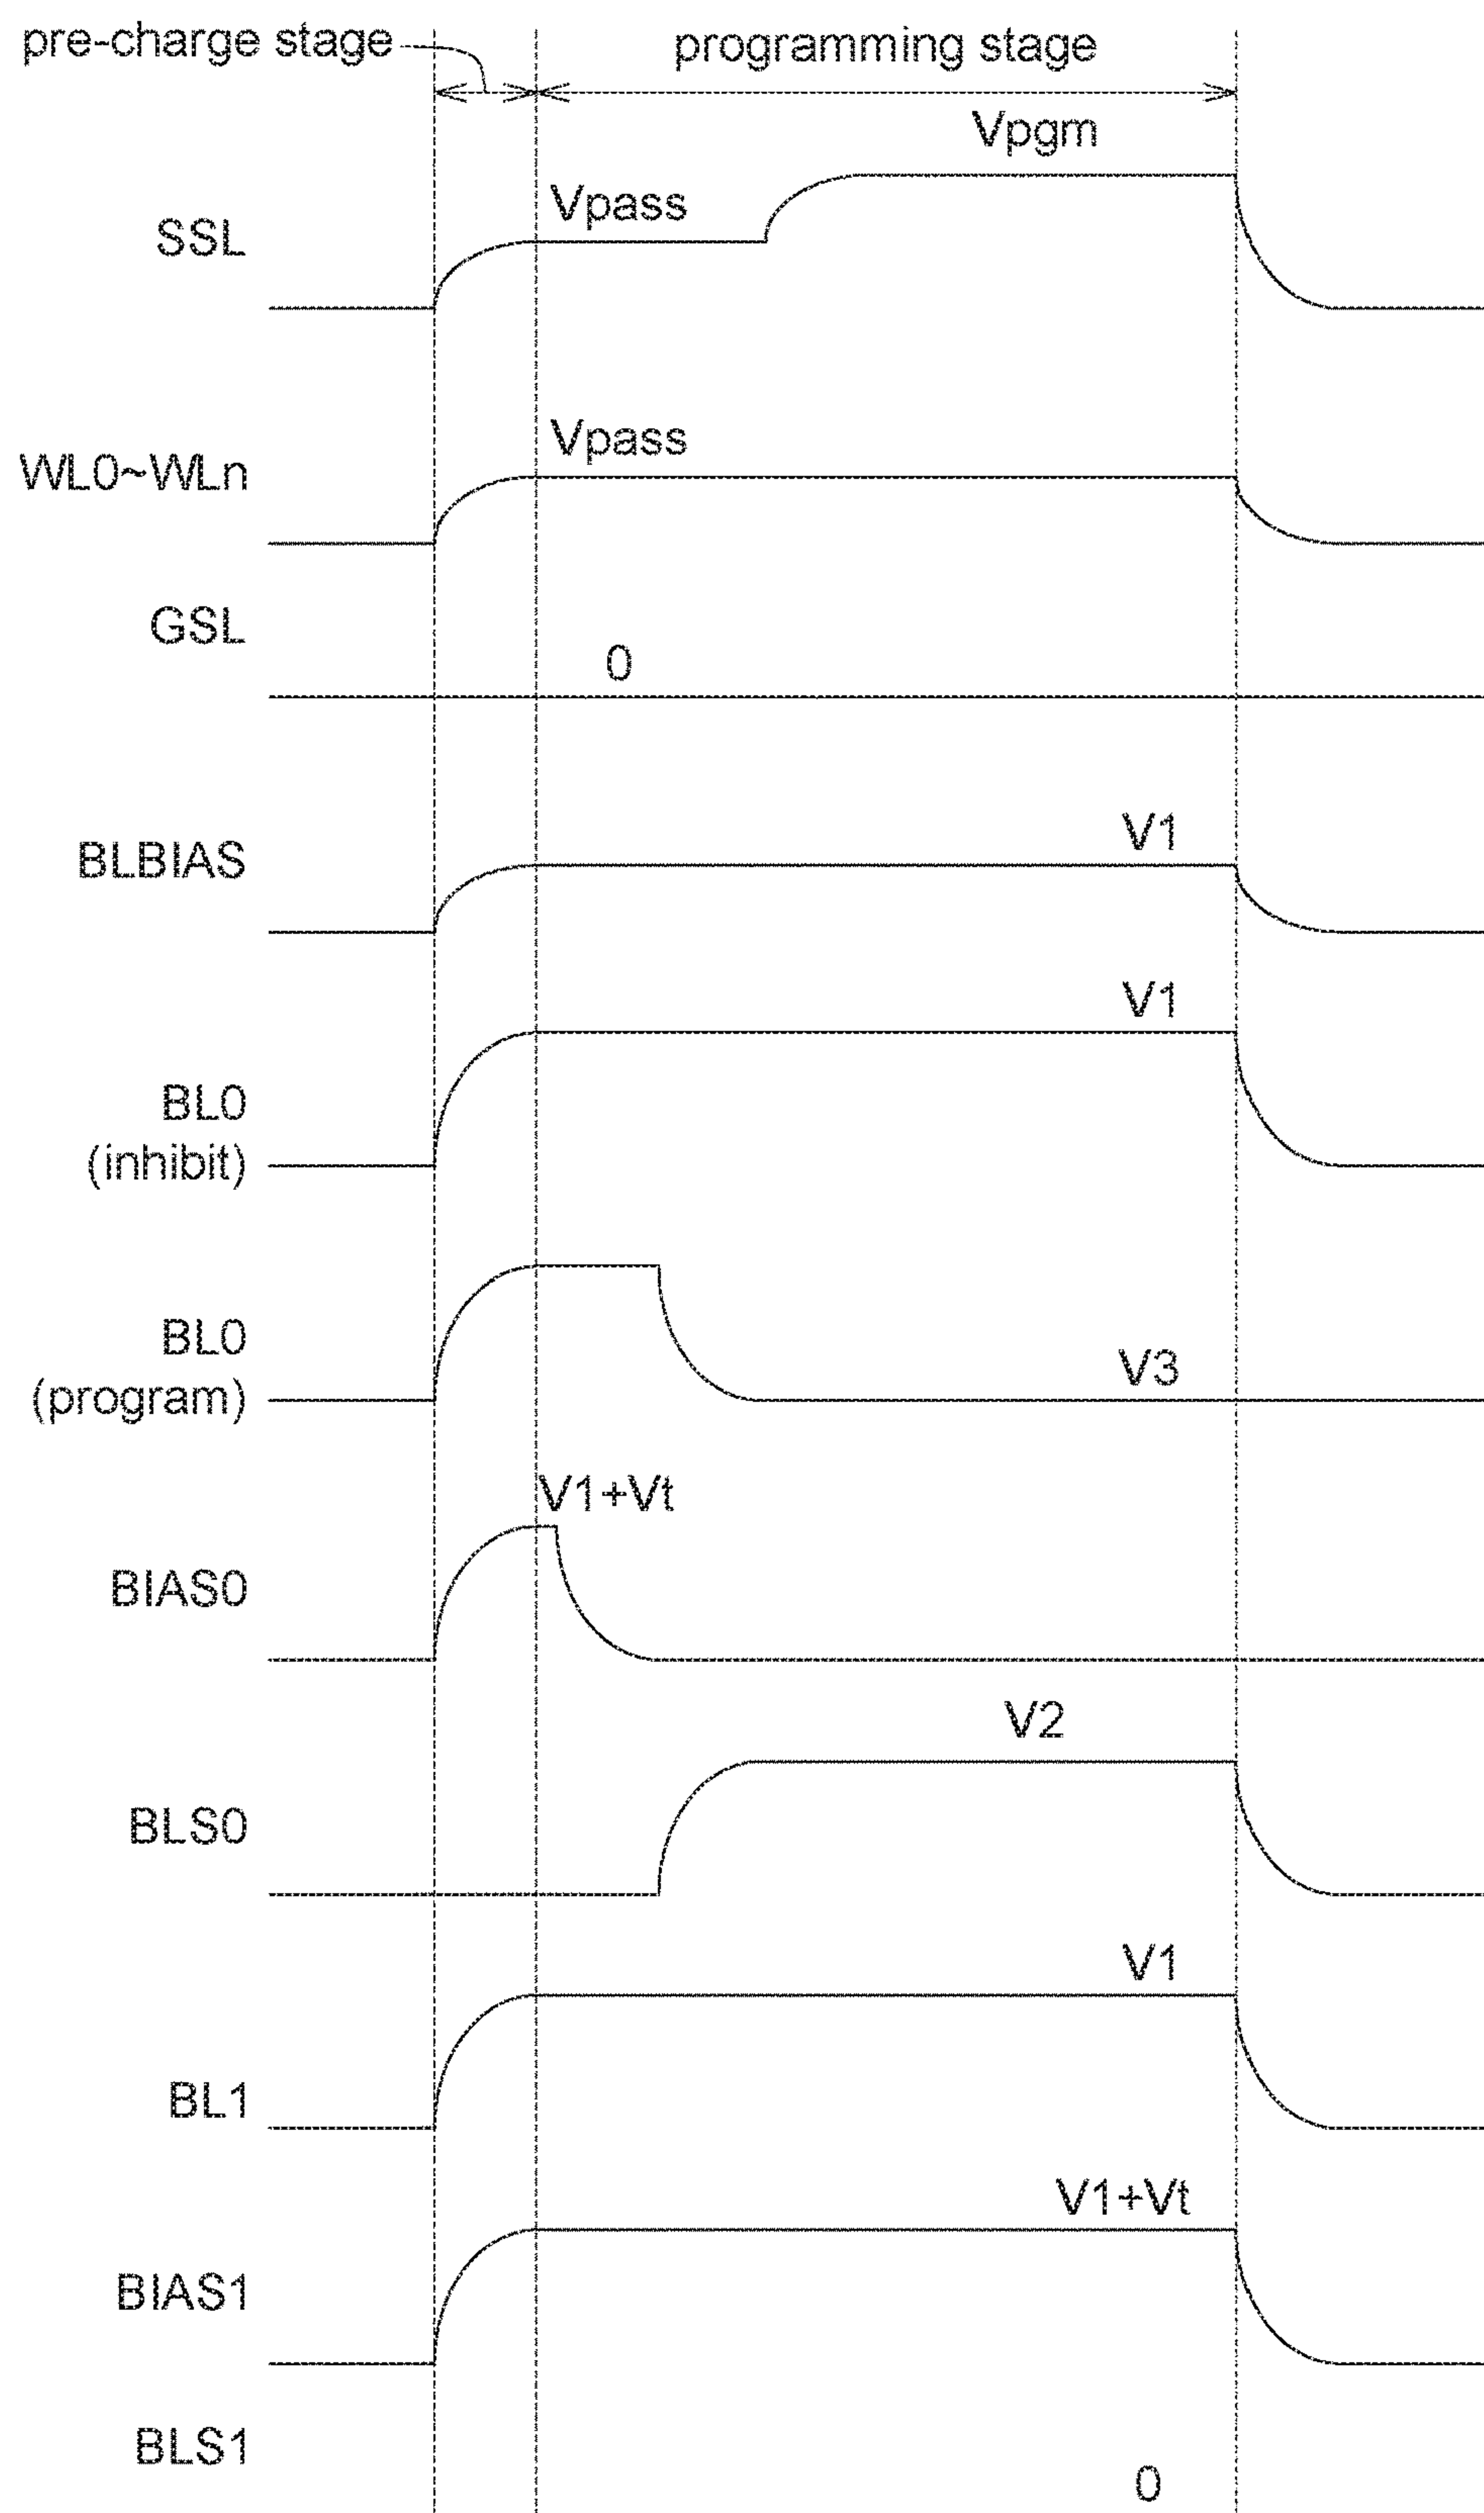 pre-charge stage
programming stage
Vpgm
Vpass
SSL
Vpass
WL0~WLn
GSL
0
V1
BLBIAS
V1
BL0
(inhibit)
BL0
(program)
V3
V1+Vt
BIAS0
V2
BLS0
V1
BL1
V1+Vt
BIAS1
BLS1
0